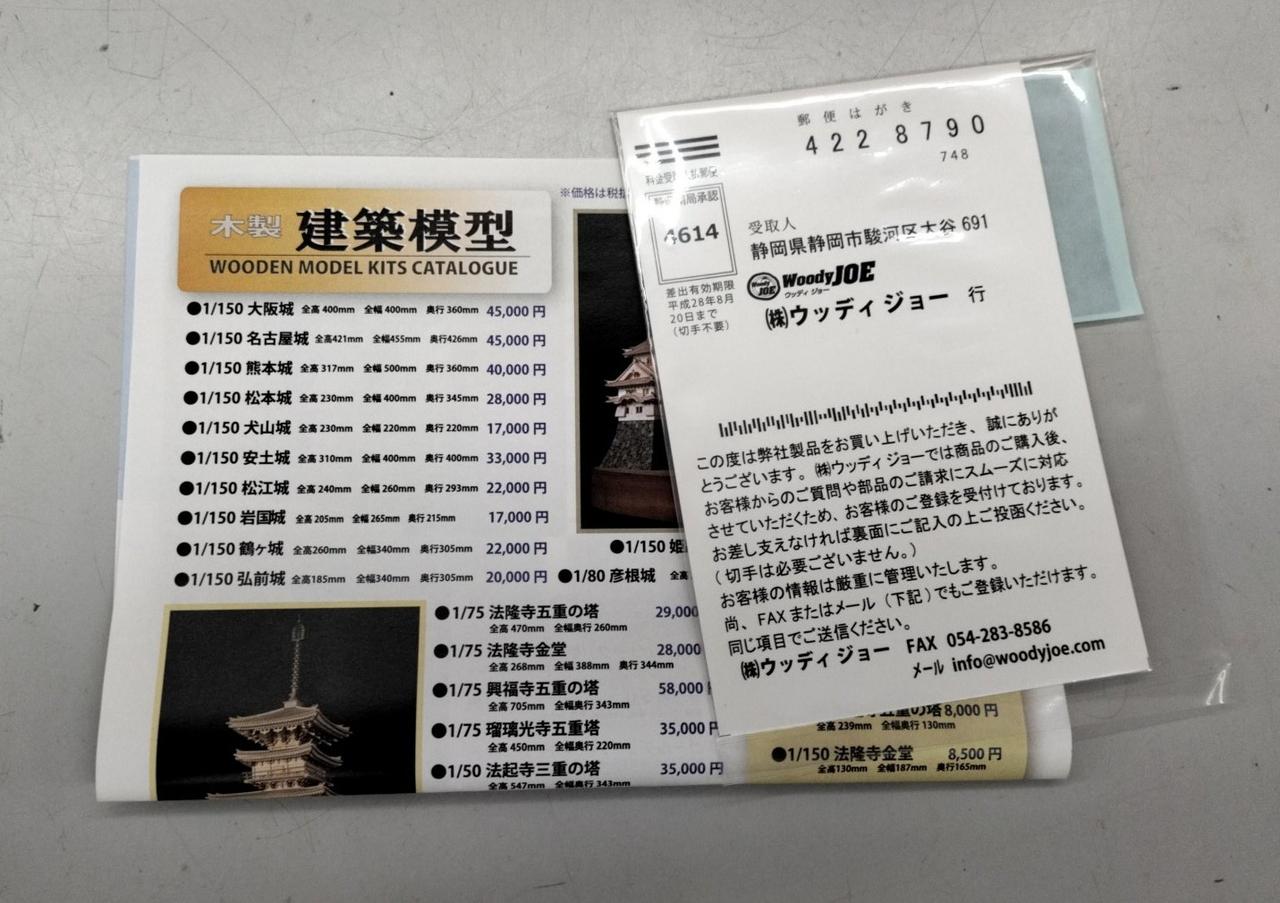 木製 建築模型
WOODEN MODEL KITS CATALOGUE
※価格は税抜
●1/150 大阪城 全高 400mm 全幅 400mm 奥行 360mm 45,000 円
●1/150 名古屋城 全高421mm 全幅455mm 奥行426mm 45,000 円
●1/150 熊本城 全高 317mm 全幅 500mm 奥行 360mm 40,000 円
●1/150 松本城 全高 230mm 全幅 400mm 奥行 345mm 28,000 円
●1/150 犬山城 全高 230mm 全幅 220mm 奥行 220mm 17,000 円
●1/150 安土城 全高 310mm 全幅 400mm 奥行 400mm 33,000 円
●1/150 松江城 全高 240mm 全幅 260mm 奥行 293mm 22,000 円
●1/150 岩国城 全高 205mm 全幅 265mm 奥行 215mm 17,000 円
●1/150 鶴ヶ城 全高260mm 全幅340mm 奥行305mm 22,000 円
●1/150 弘前城 全高185mm 全幅340mm 奥行305mm 20,000 円
●1/150 姫
●1/80 彦根城 全高
●1/75 法隆寺五重の塔 29,000
全高 470mm 全幅奥行 260mm
●1/75 法隆寺金堂 28,000
全高 268mm 全幅 388mm 奥行 344mm
●1/75 興福寺五重の塔 58,000 円
全高 705mm 全幅奥行 343mm
●1/75 瑠璃光寺五重塔 35,000 円
全高 450mm 全幅奥行 220mm
●1/50 法起寺三重の塔 35,000 円
全高 547mm 全幅奥行 343mm
五重の塔 8,000 円
全高 239mm 全幅奥行 130mm
●1/150 法隆寺金堂 8,500 円
全高130mm 全幅187mm 奥行165mm
郵便はがき
422 8790
748
料金受取人払郵便
局承認
4614
差出有効期限
平成28年8月
20日まで
（切手不要）
受取人
静岡県静岡市駿河区大谷 691
Woody JOE
WoodyJOE
ウッディ ジョー
㈱ウッディ ジョー 行
この度は弊社製品をお買い上げいただき、誠にありが
とうございます。㈱ウッディ ジョーでは商品のご購入後、
お客様からのご質問や部品のご請求にスムーズに対応
させていただくため、お客様のご登録を受付けております。
お差し支えなければ裏面にご記入の上ご投函ください。
（切手は必要ございません。）
お客様の情報は厳重に管理いたします。
尚、FAX またはメール（下記）でもご登録いただけます。
同じ項目でご送信ください。
㈱ウッディ ジョー FAX 054-283-8586
メール info@woodyjoe.com